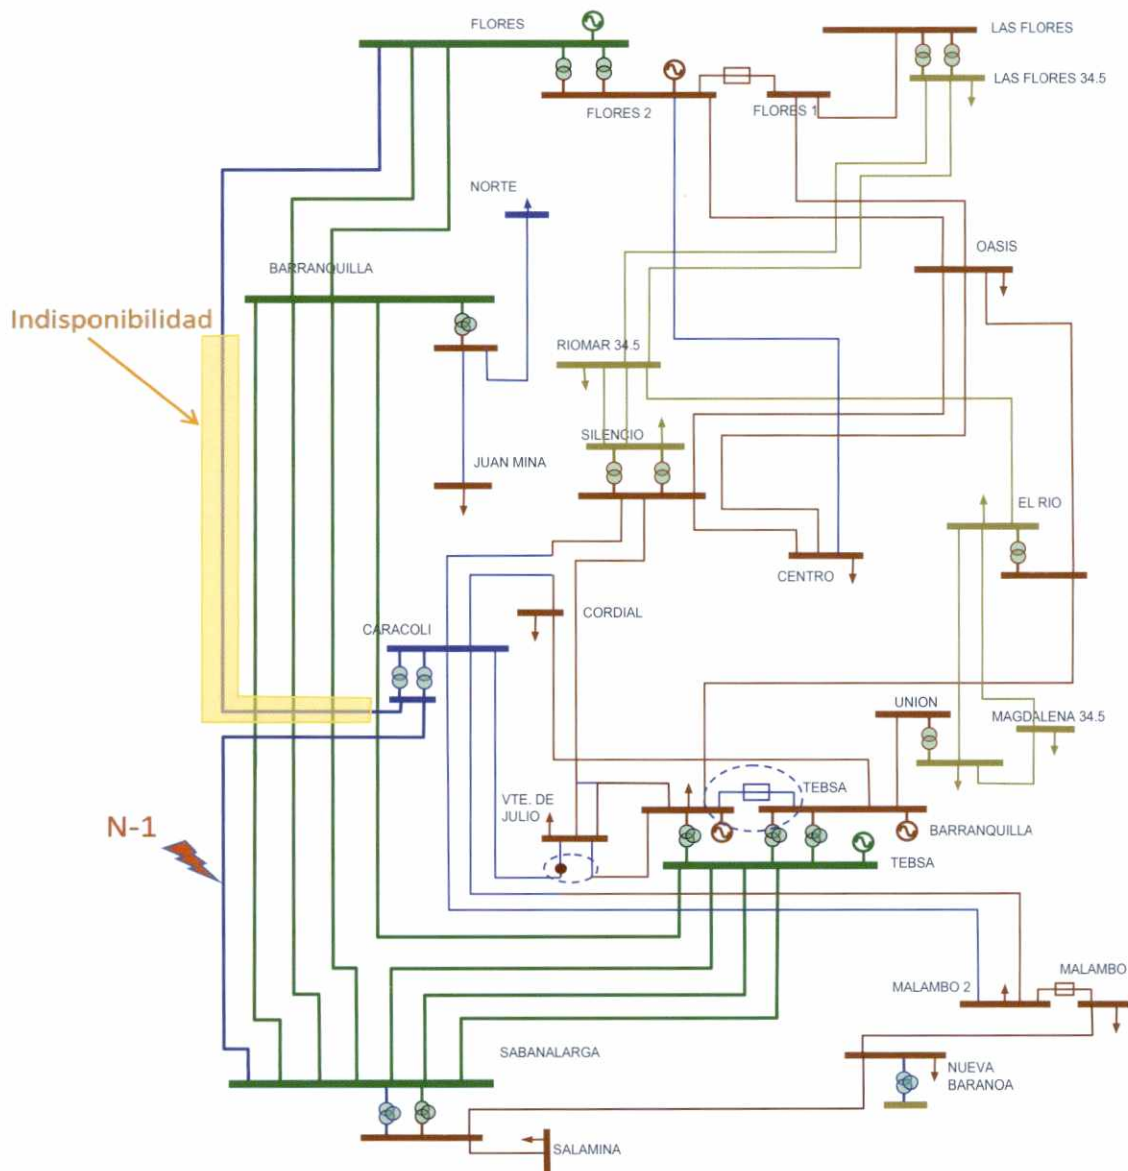 FLORES
LAS FLORES
LAS FLORES 34.5
FLORES 2
FLORES 1
NORTE
OASIS
BARRANQUILLA
Indisponibilidad
RIOMAR 34.5
SILENCIO
JUAN MINA
EL RIO
CENTRO
CORDIAL
CARACOLI
UNION
MAGDALENA 34.5
TEBSA
VTE. DE
JULIO
BARRANQUILLA
N-1
TEBSA
MALAMBO
MALAMBO 2
SABANALARGA
NUEVA
BARANOA
SALAMINA